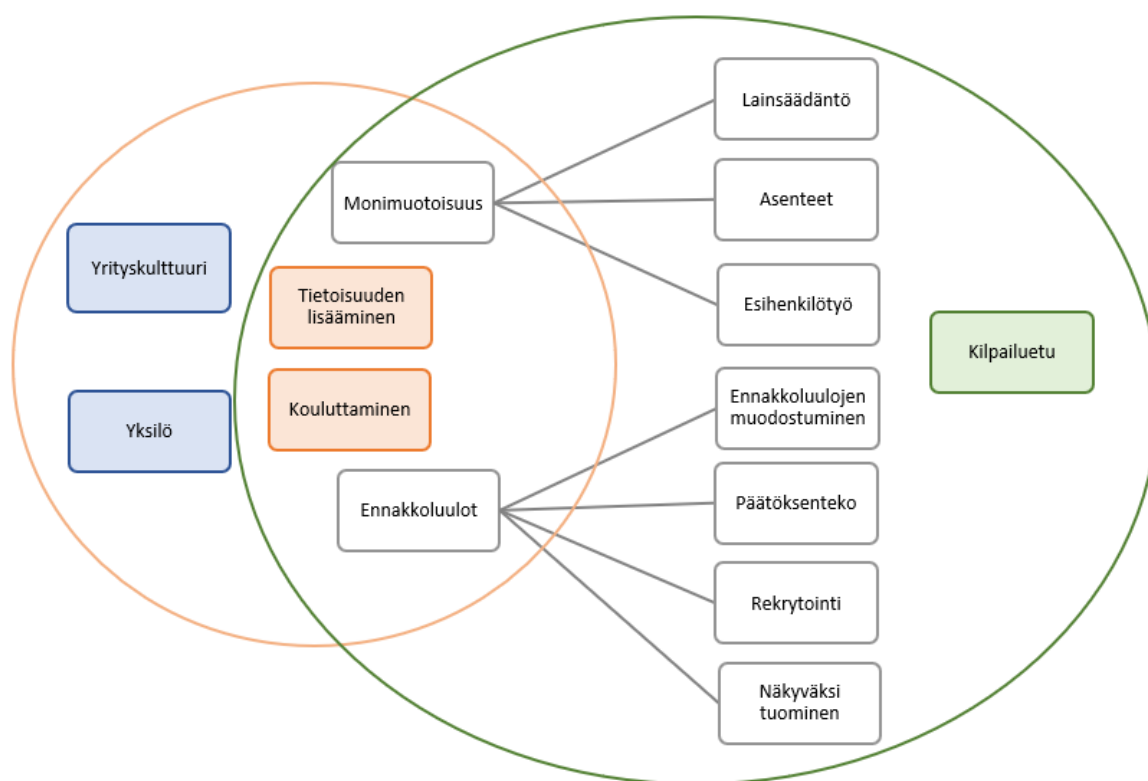 Yrityskulttuuri
Yksilö
Monimuotoisuus
Tietoisuuden
lisääminen
Kouluttaminen
Ennakkoluulot
Lainsäädäntö
Asenteet
Esihenkilötyö
Ennakkoluulojen
muodostuminen
Päätöksenteko
Rekrytointi
Näkyväksi
tuominen
Kilpailuetu